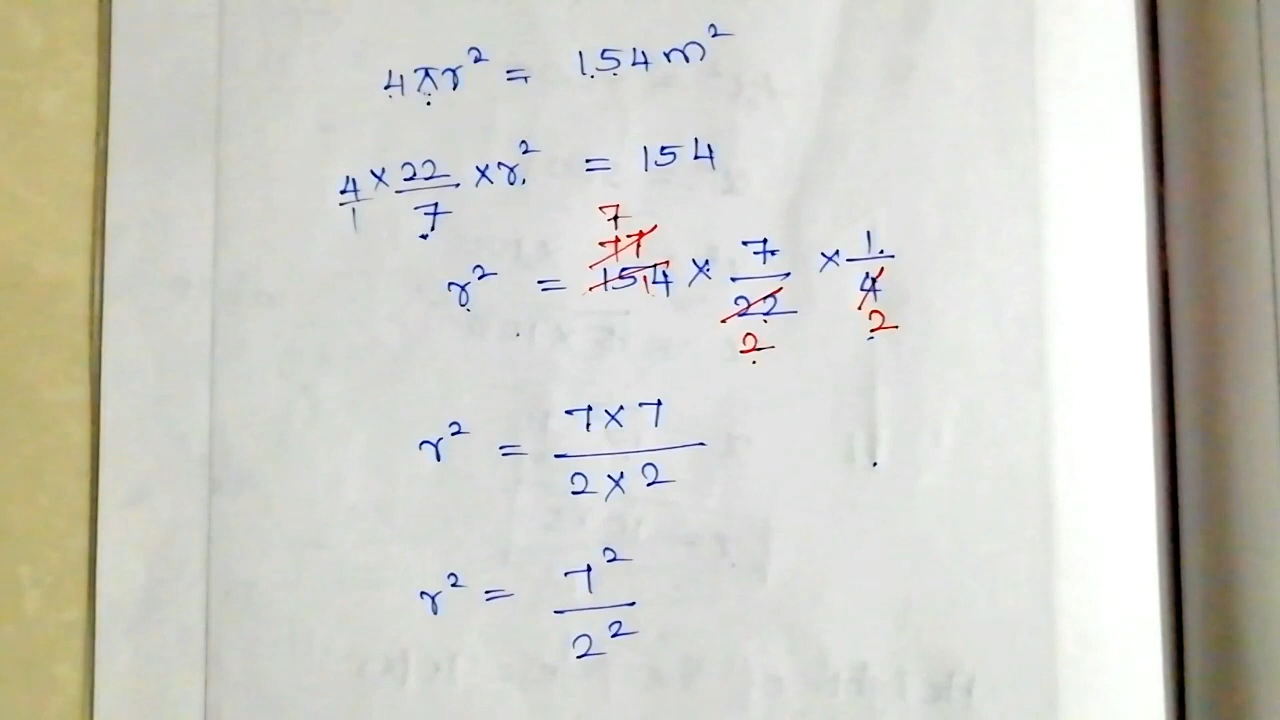 4πr² = 154 m²
4/1 × 22/7 × r² = 154
7
77
r² = 154 × 7/22 × 1/4
2 2
r² = 7 × 7 / 2 × 2
r² = 7² / 2²